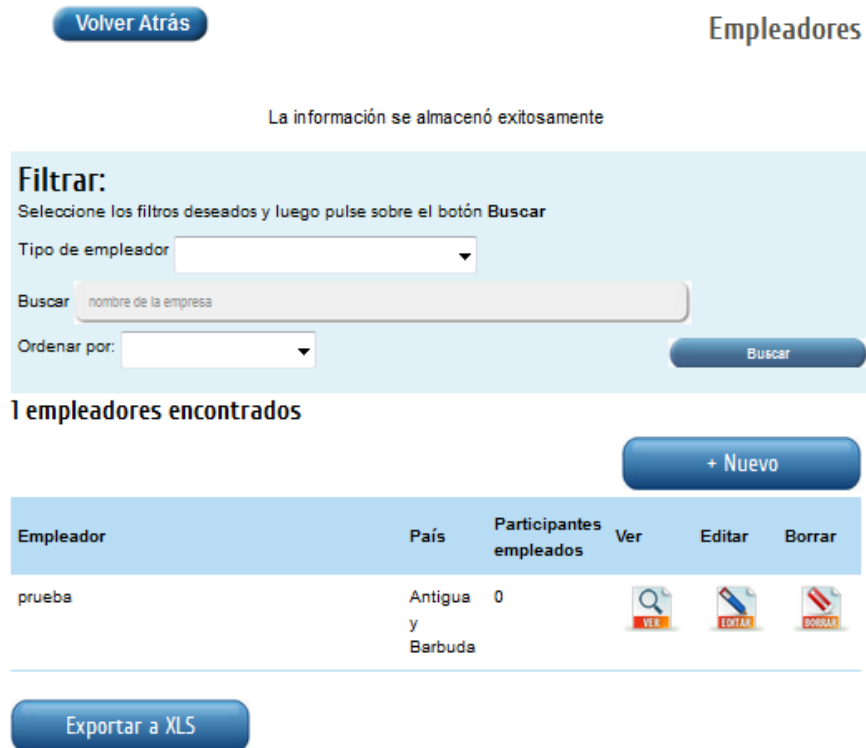 Volver Atrás
Empleadores
La información se almacenó exitosamente
Filtrar:
Seleccione los filtros deseados y luego pulse sobre el botón Buscar
Tipo de empleador
Buscar nombre de la empresa
Ordenar por:
Buscar
1 empleadores encontrados
+ Nuevo
Empleador País Participantes empleados Ver Editar Borrar
prueba Antigua y Barbuda 0 VER EDITAR BORRAR
Exportar a XLS